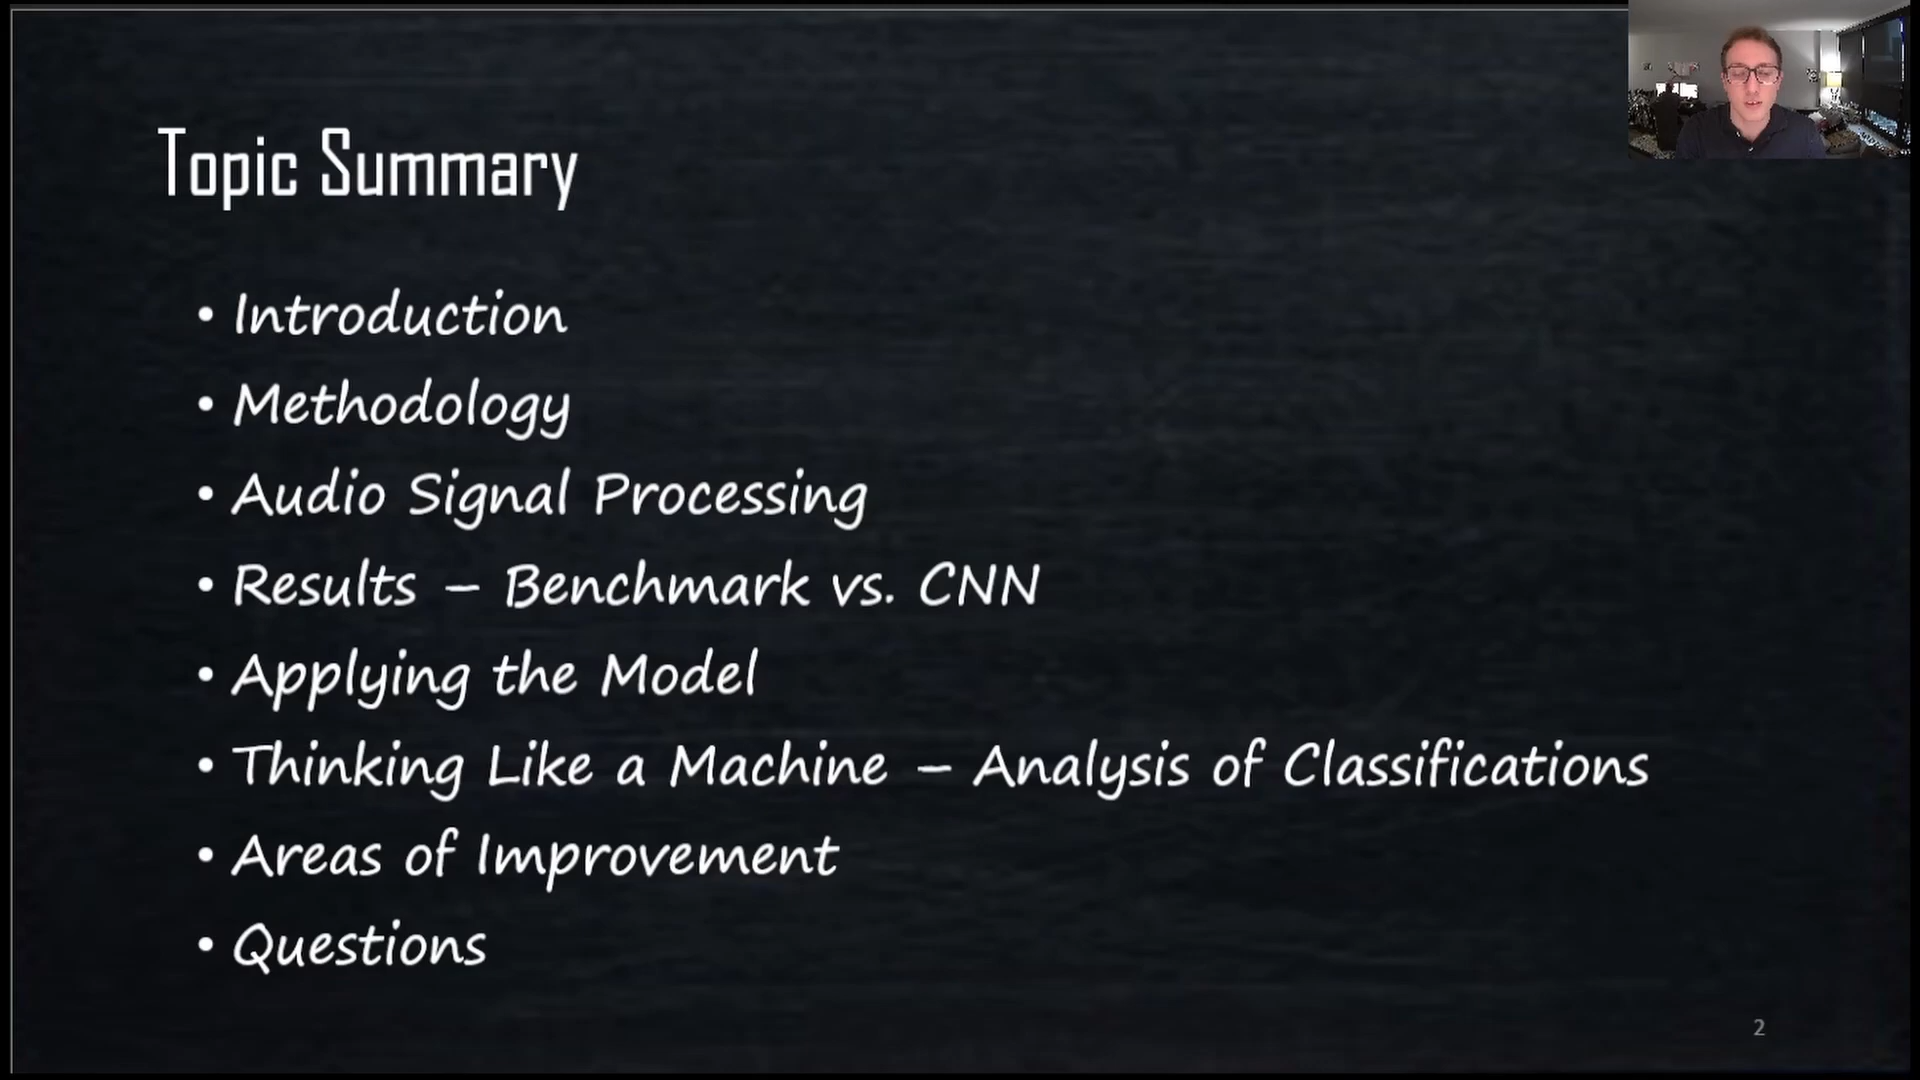 Topic Summary
• Introduction
• Methodology
• Audio Signal Processing
• Results – Benchmark vs. CNN
• Applying the Model
• Thinking Like a Machine – Analysis of Classifications
• Areas of Improvement
• Questions
2